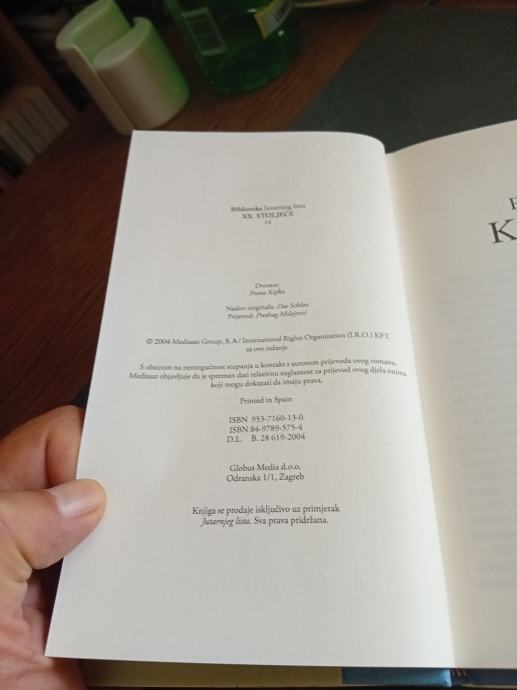 Biblioteka Jutarnjeg lista
XX. STOLJEĆE
Dvorac
Franz Kafka
Naslov originala: Das Schloss
Prijevod: Predrag Milojević
© 2004 Mediasat Group, S.A / International Rights Organization (I.R.O.) KFT.
za ovo izdanje
S obzirom na nemogućnost stupanja u kontakt s autorom prijevoda ovog romana,
Mediasat objavljuje da je spreman dati relativnu suglasnost za prijevod ovog djela onima
koji mogu dokazati da imaju prava.
Printed in Spain
ISBN 953-7160-13-0
ISBN 84-9789-575-4
D.L. B. 28 619-2004
Globus Media d.o.o.
Odranska 1/1, Zagreb
Knjiga se prodaje isključivo uz primjerak
Jutarnjeg lista. Sva prava pridržana.
K